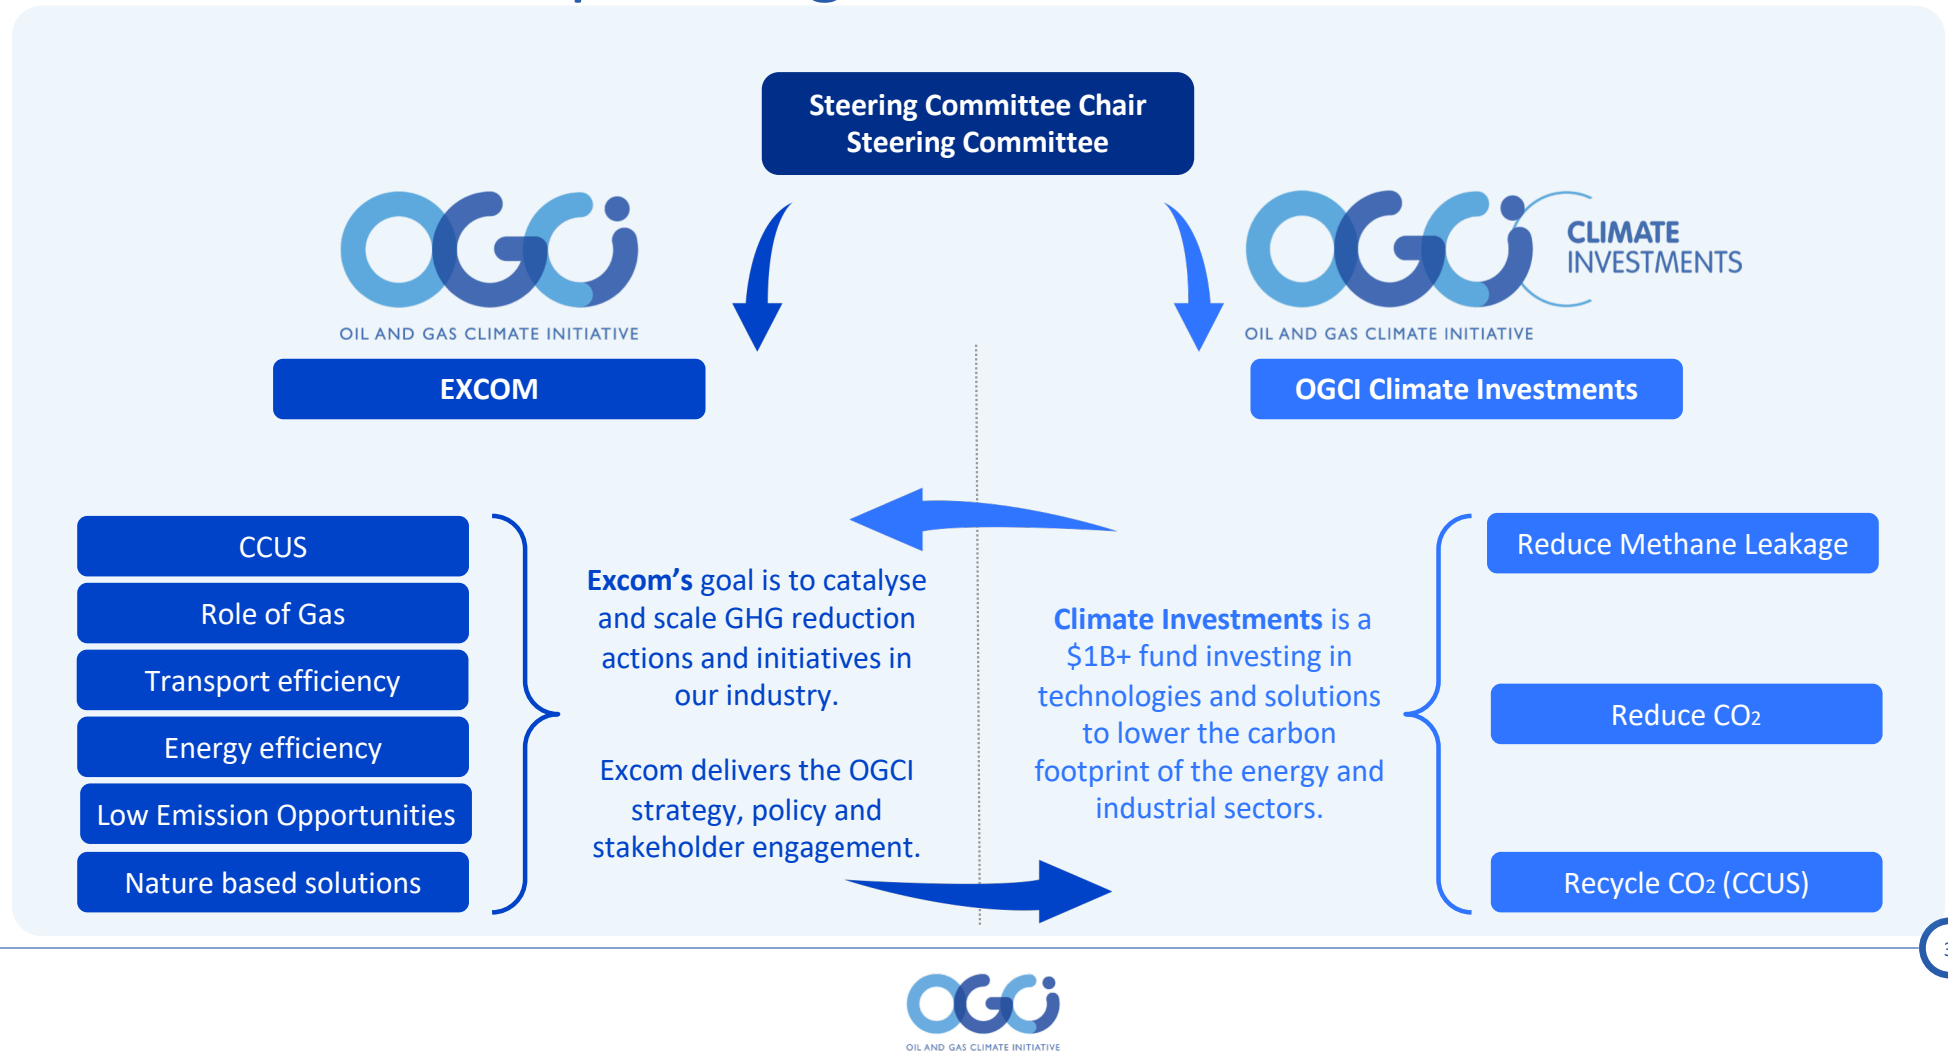 Steering Committee Chair
Steering Committee
OGCI
OIL AND GAS CLIMATE INITIATIVE
EXCOM
OGCI
CLIMATE
INVESTMENTS
OIL AND GAS CLIMATE INITIATIVE
OGCI Climate Investments
CCUS
Role of Gas
Transport efficiency
Energy efficiency
Low Emission Opportunities
Nature based solutions
Excom’s goal is to catalyse
and scale GHG reduction
actions and initiatives in
our industry.
Excom delivers the OGCI
strategy, policy and
stakeholder engagement.
Climate Investments is a
$1B+ fund investing in
technologies and solutions
to lower the carbon
footprint of the energy and
industrial sectors.
Reduce Methane Leakage
Reduce CO₂
Recycle CO₂ (CCUS)
OGCI
OIL AND GAS CLIMATE INITIATIVE